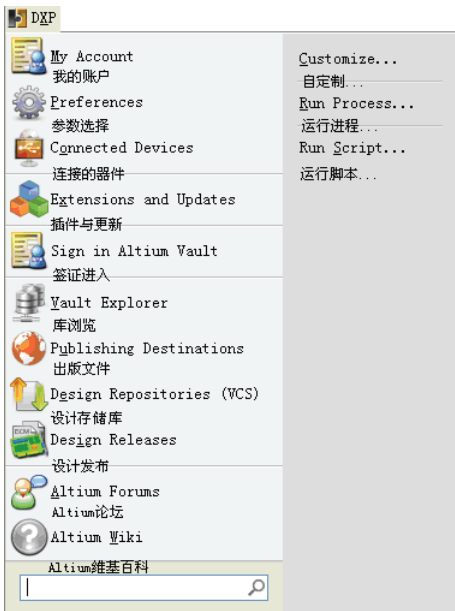 DXP
My Account
我的账户
Preferences
参数选择
Connected Devices
连接的器件
Extensions and Updates
插件与更新
Sign in Altium Vault
签证进入
Vault Explorer
库浏览
Publishing Destinations
出版文件
Design Repositories (VCS)
设计存储库
Design Releases
设计发布
Altium Forums
Altium论坛
Altium Wiki
Altium维基百科
Customize...
自定制...
Run Process...
运行进程...
Run Script...
运行脚本...